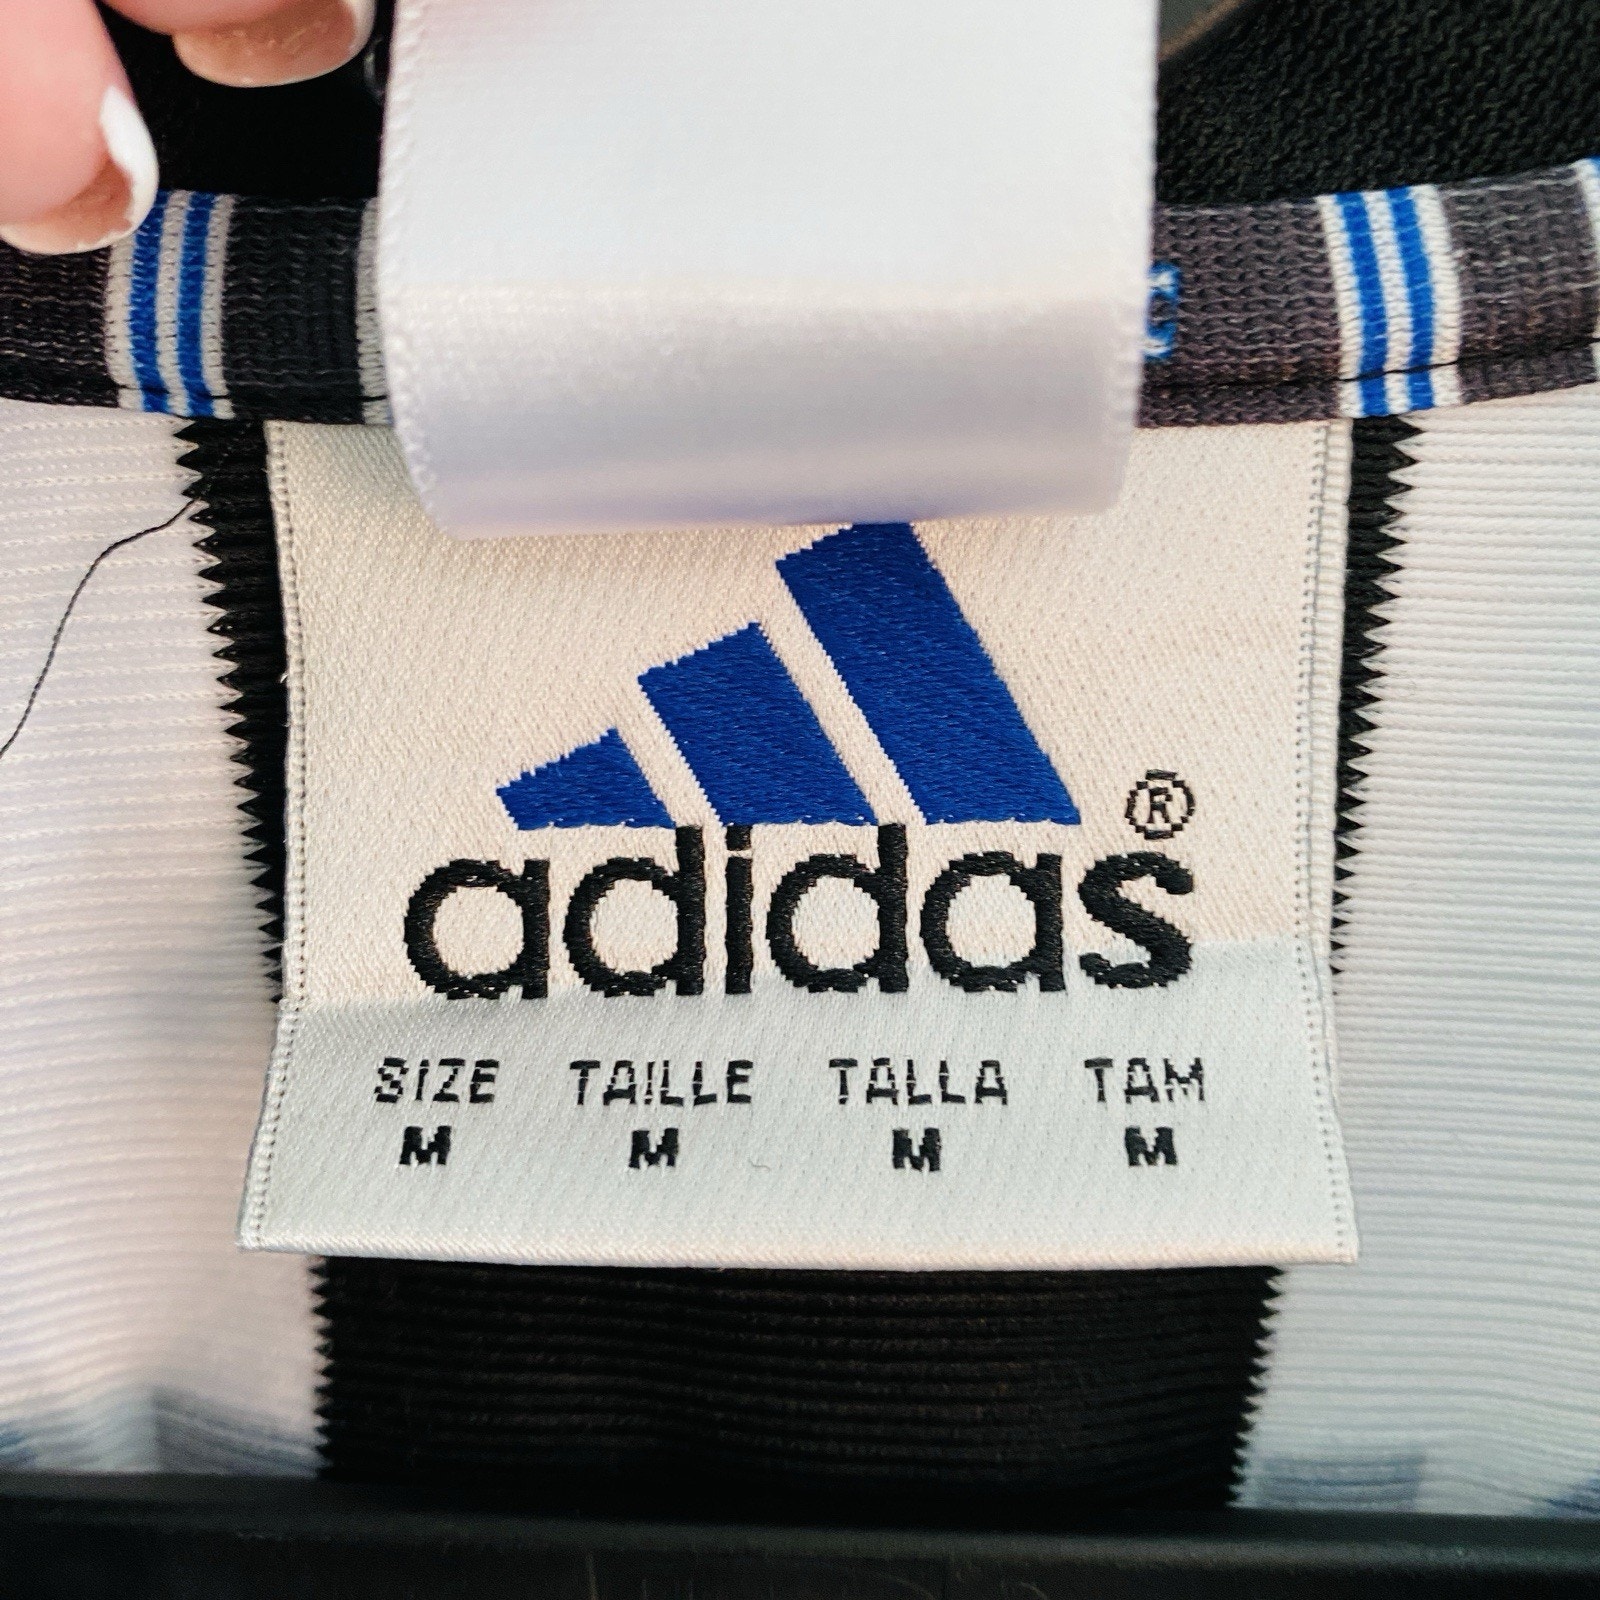 ®
adidas
SIZE TAILLE TALLA TAM
M M M M